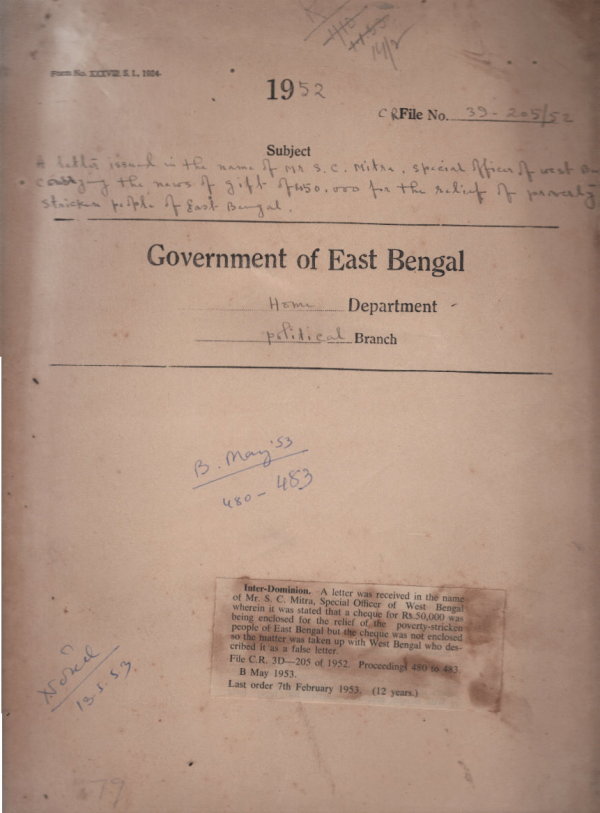 Form No. XXXVIII S. I., 1924.
14/2
1952
CR File No. 3D-205/52
Subject
A letter issued in the name of Mr S. C. Mitra, special officer of west
the news of gift of Rs 50,000 for the relief of poverty
stricken people of East Bengal.
Government of East Bengal
Home Department
political Branch
B. May '53
480 - 483
Inter-Dominion. A letter was received in the name
of Mr. S. C. Mitra, Special Officer of West Bengal
wherein it was stated that a cheque for Rs.50,000 was
being enclosed for the relief of the poverty-stricken
people of East Bengal but the cheque was not enclosed
so the matter was taken up with West Bengal who des-
cribed it as a false letter.
File C.R. 3D—205 of 1952. Proceedings 480 to 483.
B May 1953.
Last order 7th February 1953. (12 years.)
Noted
13.5.53.
479